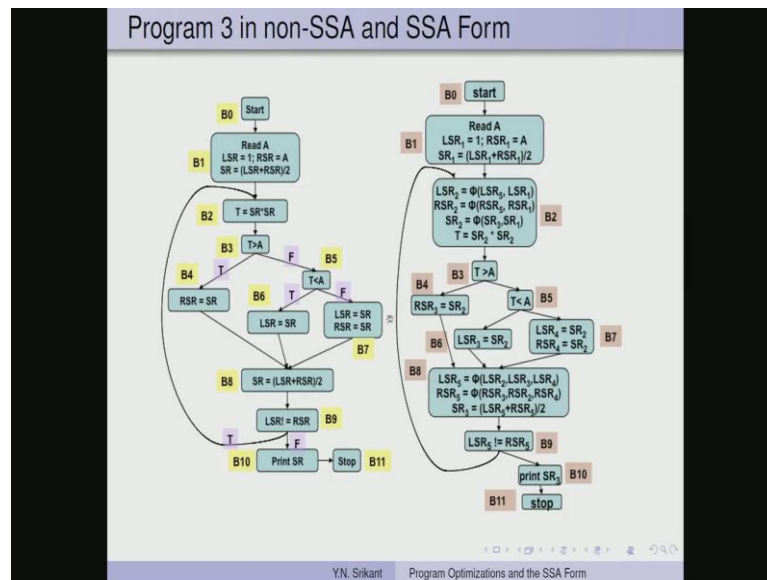 Program 3 in non-SSA and SSA Form
B0
Start
B1
Read A
LSR = 1; RSR = A
SR = (LSR+RSR)/2
B2
T = SR*SR
B3
T>A
T
F
B4
RSR = SR
B5
T<A
T
F
B6
LSR = SR
LSR = SR
RSR = SR
B7
B8
SR = (LSR+RSR)/2
LSR! = RSR
B9
T
F
B10
Print SR
Stop
B11
B0
start
B1
Read A
LSR₁ = 1; RSR₁ = A
SR₁ = (LSR₁+RSR₁)/2
LSR₂ = Φ(LSR₅, LSR₁)
RSR₂ = Φ(RSR₅, RSR₁)
SR₂ = Φ(SR₃,SR₁)
T = SR₂ * SR₂
B2
B3
T >A
B4
RSR₃ = SR₂
T< A
B5
B6
LSR₃ = SR₂
LSR₄ = SR₂
RSR₄ = SR₂
B7
B8
LSR₅ = Φ(LSR₂,LSR₃,LSR₄)
RSR₅ = Φ(RSR₃,RSR₂,RSR₄)
SR₃ = (LSR₅+RSR₅)/2
LSR₅ != RSR₅
B9
print SR₃
B10
B11
stop
Y.N. Srikant
Program Optimizations and the SSA Form